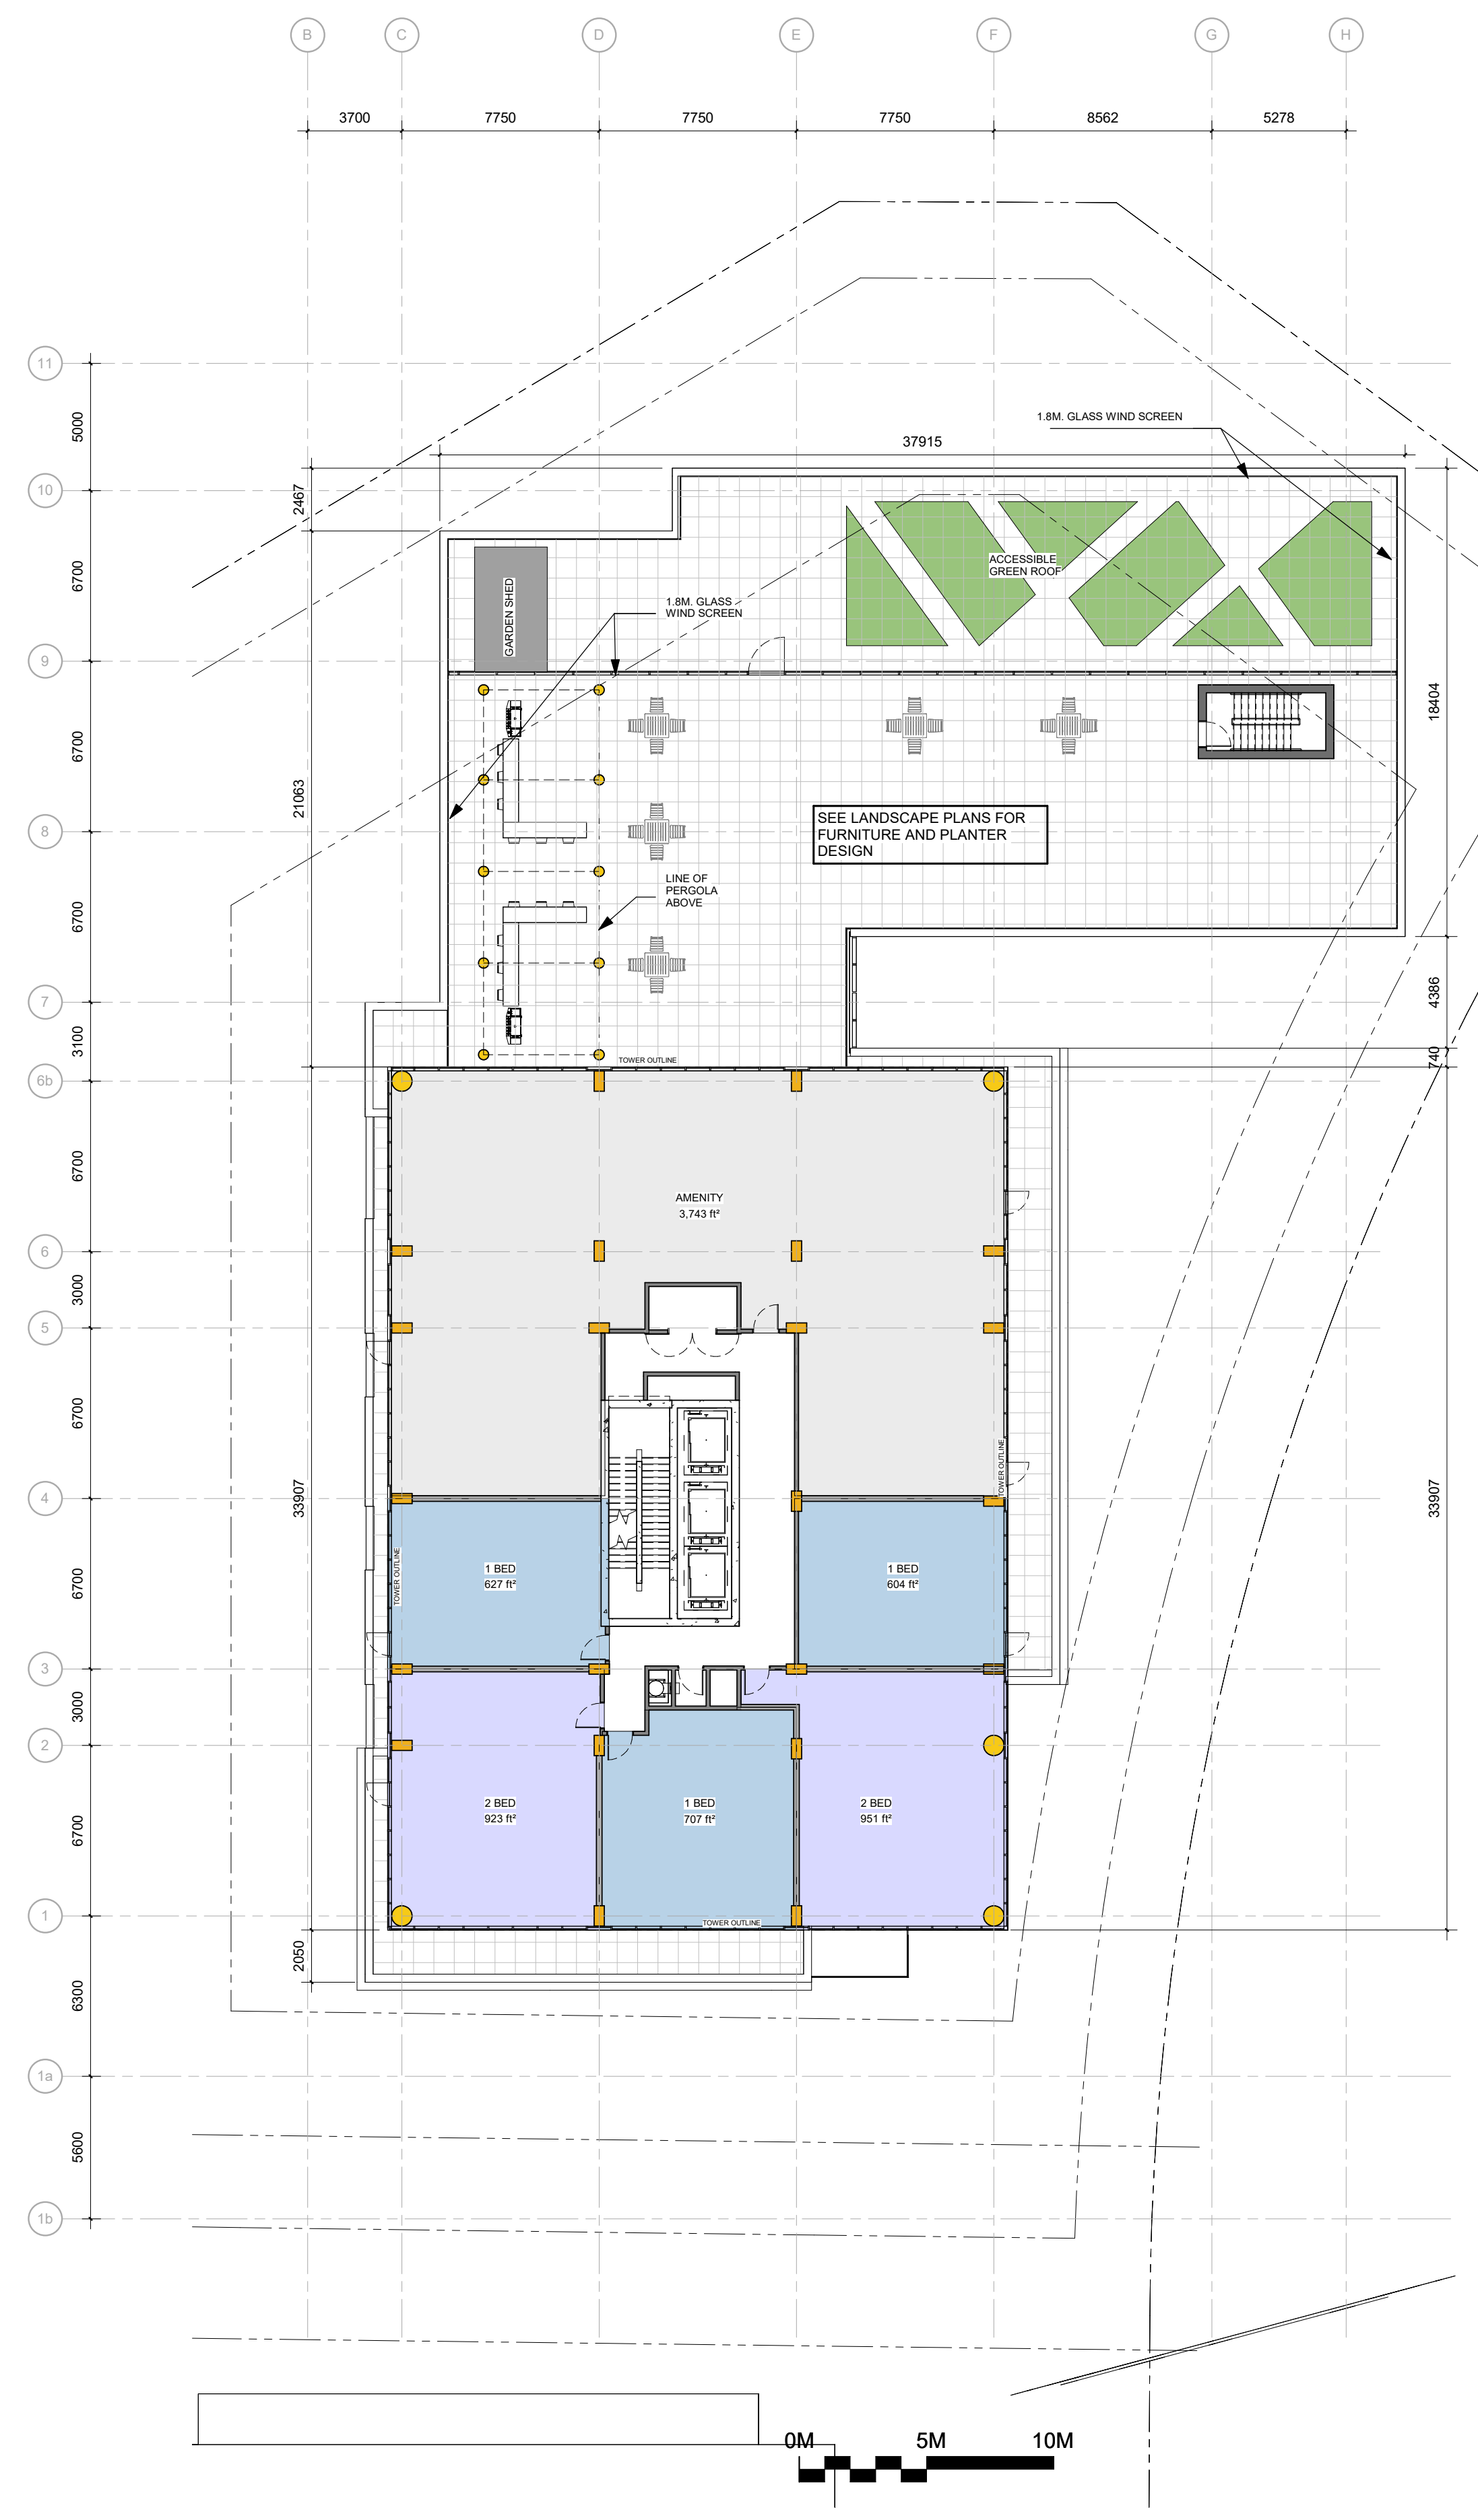 B
C
D
E
F
G
H
3700
7750
7750
7750
8562
5278
11
5000
1.8M. GLASS WIND SCREEN
37915
10
2467
6700
ACCESSIBLE
GREEN ROOF
GARDEN SHED
1.8M. GLASS
WIND SCREEN
9
18404
6700
21063
SEE LANDSCAPE PLANS FOR
FURNITURE AND PLANTER
DESIGN
8
LINE OF
PERGOLA
ABOVE
6700
7
4386
3100
740
TOWER OUTLINE
6b
6700
AMENITY
3,743 ft²
6
3000
5
6700
TOWER OUTLINE
4
33907
33907
6700
TOWER OUTLINE
1 BED
627 ft²
1 BED
604 ft²
3
3000
2
6700
2 BED
923 ft²
1 BED
707 ft²
2 BED
951 ft²
1
TOWER OUTLINE
2050
6300
1a
5600
1b
0M
5M
10M